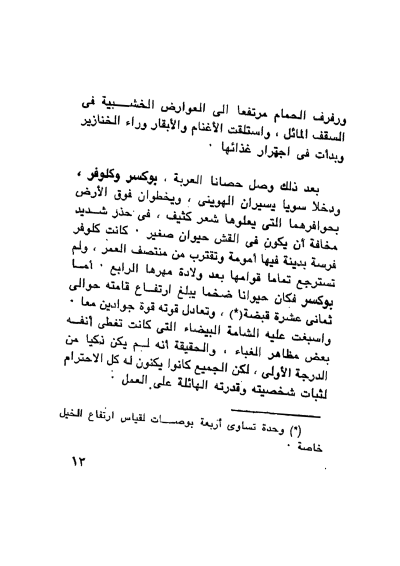 ورفرف الحمام مرتفعا الى العوارض الخشبية فى
السقف المائل ، واستلقت الأغنام والأبقار وراء الخنازير
وبدأت فى اجترار غذائها ٠
بعد ذلك وصل حصانا العربة ، بوكسر وكلوفر ،
ودخلا سويا يسيران الهوينى ، ويخطوان فوق الأرض
بحوافرهما التى يعلوها شعر كثيف ، فى حذر شديد
مخافة أن يكون فى القش حيوان صغير ٠ كانت كلوفر
فرسة بدينة فيها أمومة وتقترب من منتصف العمر ، ولم
تسترجع تماما قوامها بعد ولادة مهرها الرابع ٠ أما
بوكسر فكان حيوانا ضخما يبلغ ارتفاع قامته حوالى
ثمانى عشرة قبضة(*) ، وتعادل قوته قوة جوادين معا ٠
واسبغت عليه الشامة البيضاء التى كانت تغطى أنفه
بعض مظاهر الغباء ، والحقيقة أنه لم يكن ذكيا من
الدرجة الأولى ، لكن الجميع كانوا يكنون له كل الاحترام
لثبات شخصيته وقدرته الهائلة على العمل ٠
(*) وحدة تساوى أربعة بوصات لقياس ارتفاع الخيل
خاصة ٠
١٣